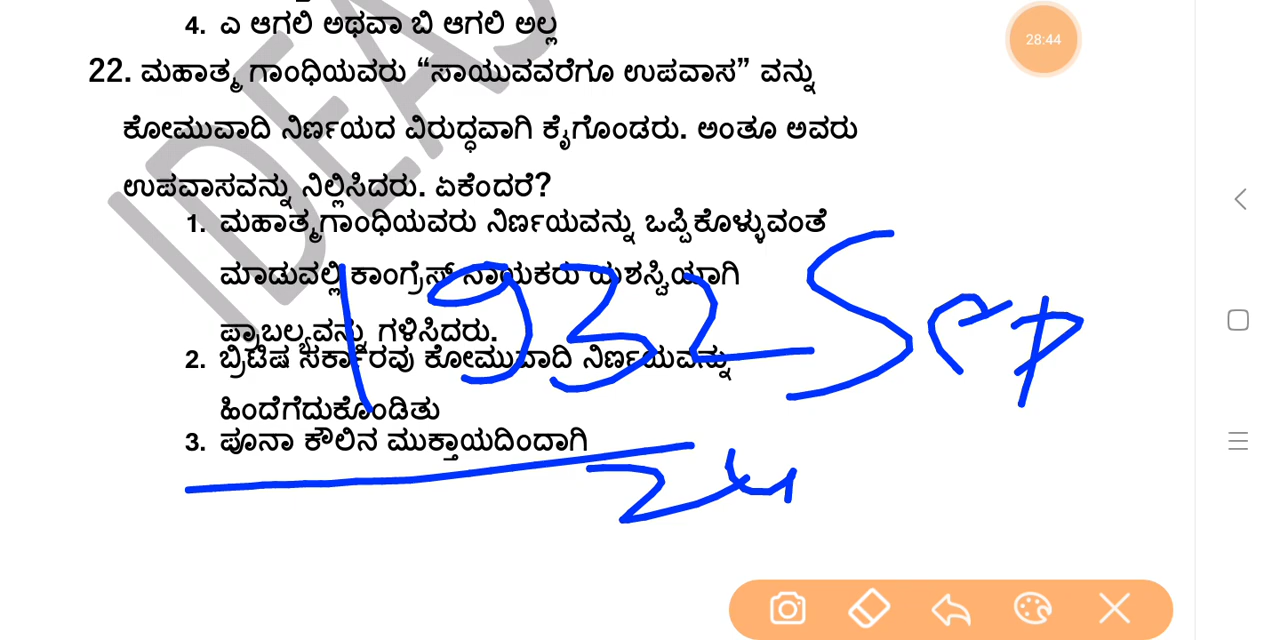 4. ಎ ಆಗಲಿ ಅಥವಾ ಬಿ ಆಗಲಿ ಅಲ್ಲ
28:44
22. ಮಹಾತ್ಮ ಗಾಂಧಿಯವರು “ಸಾಯುವವರೆಗೂ ಉಪವಾಸ” ವನ್ನು
ಕೋಮುವಾದಿ ನಿರ್ಣಯದ ವಿರುದ್ಧವಾಗಿ ಕೈಗೊಂಡರು. ಅಂತೂ ಅವರು
ಉಪವಾಸವನ್ನು ನಿಲ್ಲಿಸಿದರು. ಏಕೆಂದರೆ?
1. ಮಹಾತ್ಮಗಾಂಧಿಯವರು ನಿರ್ಣಯವನ್ನು ಒಪ್ಪಿಕೊಳ್ಳುವಂತೆ
ಮಾಡುವಲ್ಲಿ ಕಾಂಗ್ರೆಸ್ ನಾಯಕರು ಯಶಸ್ವಿಯಾಗಿ
ಪ್ರಾಬಲ್ಯವನ್ನು ಗಳಿಸಿದರು.
2. ಬ್ರಿಟಿಷ ಸರ್ಕಾರವು ಕೋಮುವಾದಿ ನಿರ್ಣಯವನ್ನು
ಹಿಂದೆಗೆದುಕೊಂಡಿತು
3. ಪೂನಾ ಕೌಲಿನ ಮುಕ್ತಾಯದಿಂದಾಗಿ
1932 Sep
24
IDEAS